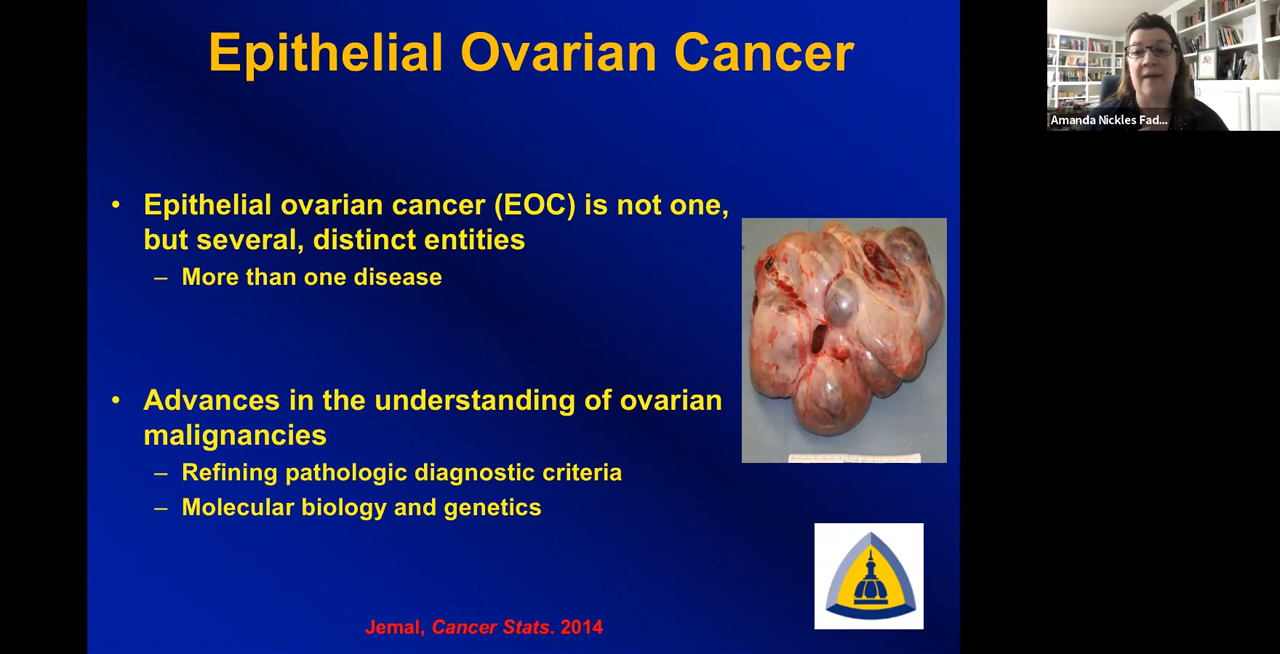 Epithelial Ovarian Cancer
Amanda Nickles Fad...
• Epithelial ovarian cancer (EOC) is not one,
but several, distinct entities
– More than one disease
• Advances in the understanding of ovarian
malignancies
– Refining pathologic diagnostic criteria
– Molecular biology and genetics
Jemal, Cancer Stats. 2014